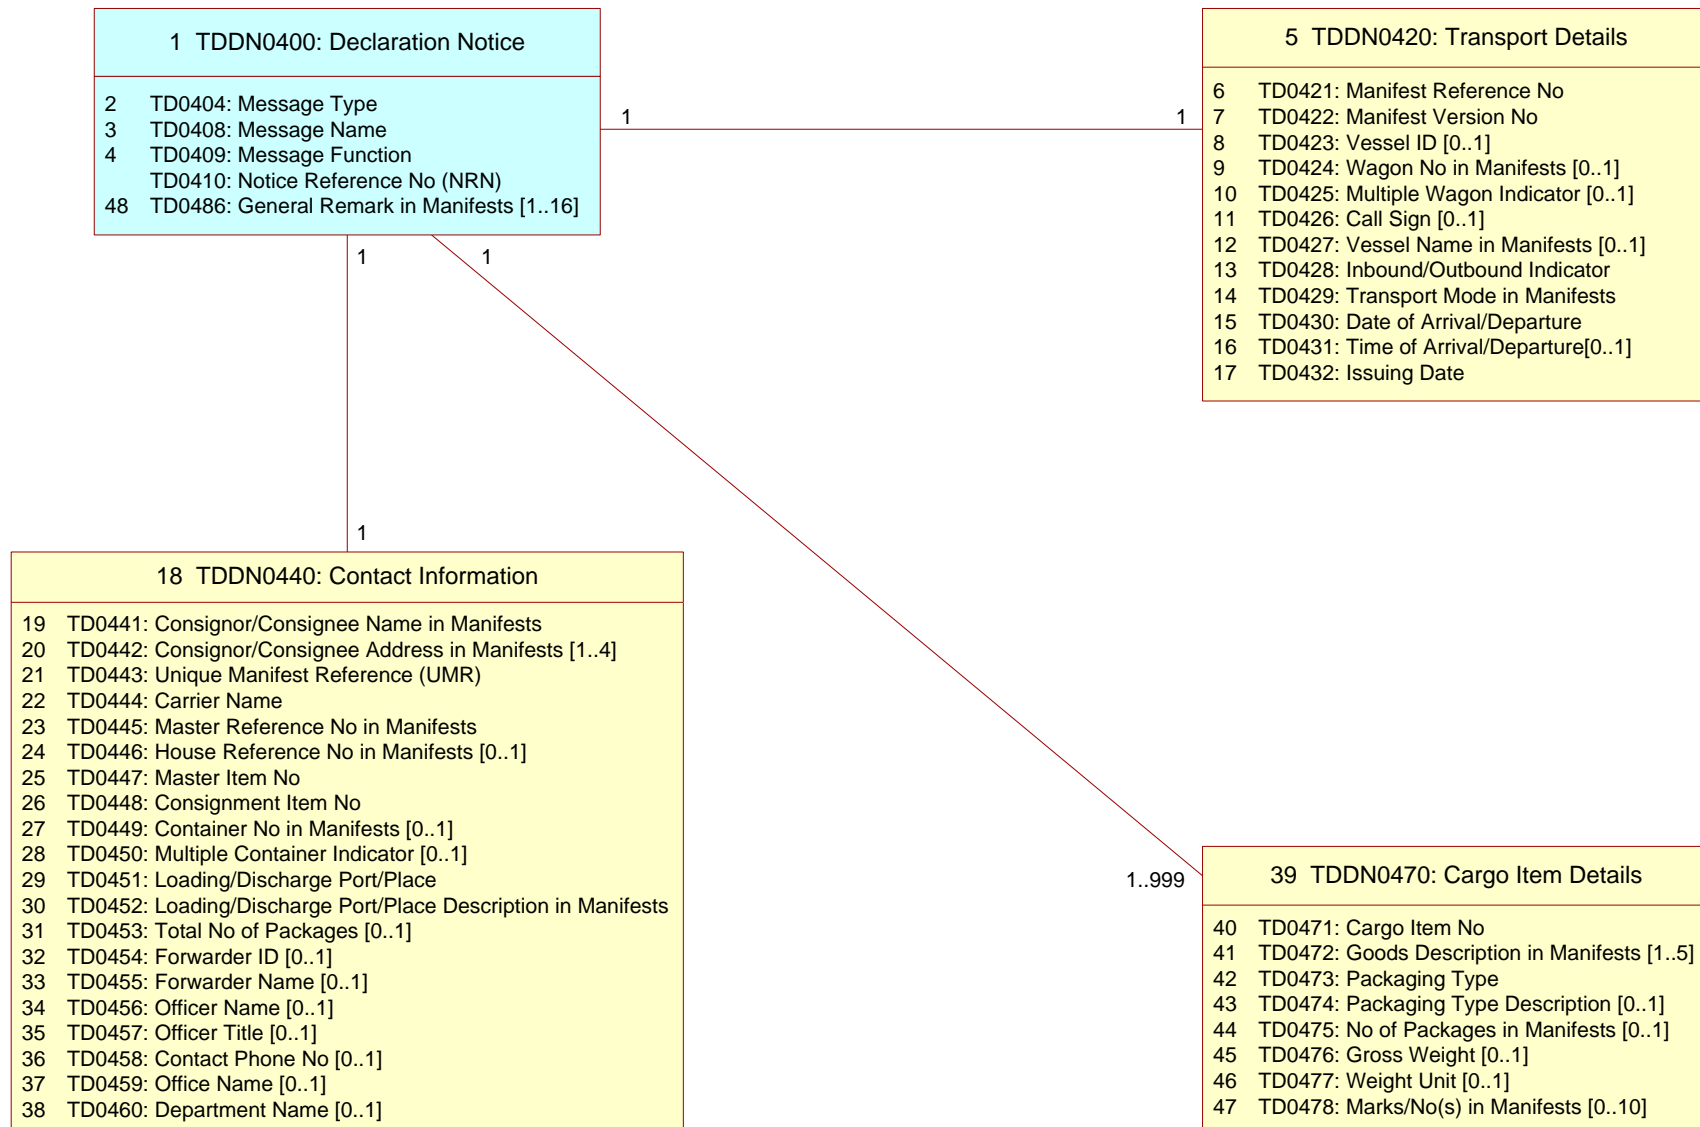 1 TDDN0400: Declaration Notice
2 TD0404: Message Type
3 TD0408: Message Name
4 TD0409: Message Function
TD0410: Notice Reference No (NRN)
48 TD0486: General Remark in Manifests [1..16]
1
1
5 TDDN0420: Transport Details
6 TD0421: Manifest Reference No
7 TD0422: Manifest Version No
8 TD0423: Vessel ID [0..1]
9 TD0424: Wagon No in Manifests [0..1]
10 TD0425: Multiple Wagon Indicator [0..1]
11 TD0426: Call Sign [0..1]
12 TD0427: Vessel Name in Manifests [0..1]
13 TD0428: Inbound/Outbound Indicator
14 TD0429: Transport Mode in Manifests
15 TD0430: Date of Arrival/Departure
16 TD0431: Time of Arrival/Departure[0..1]
17 TD0432: Issuing Date
1
1
1
18 TDDN0440: Contact Information
19 TD0441: Consignor/Consignee Name in Manifests
20 TD0442: Consignor/Consignee Address in Manifests [1..4]
21 TD0443: Unique Manifest Reference (UMR)
22 TD0444: Carrier Name
23 TD0445: Master Reference No in Manifests
24 TD0446: House Reference No in Manifests [0..1]
25 TD0447: Master Item No
26 TD0448: Consignment Item No
27 TD0449: Container No in Manifests [0..1]
28 TD0450: Multiple Container Indicator [0..1]
29 TD0451: Loading/Discharge Port/Place
30 TD0452: Loading/Discharge Port/Place Description in Manifests
31 TD0453: Total No of Packages [0..1]
32 TD0454: Forwarder ID [0..1]
33 TD0455: Forwarder Name [0..1]
34 TD0456: Officer Name [0..1]
35 TD0457: Officer Title [0..1]
36 TD0458: Contact Phone No [0..1]
37 TD0459: Office Name [0..1]
38 TD0460: Department Name [0..1]
1..999
39 TDDN0470: Cargo Item Details
40 TD0471: Cargo Item No
41 TD0472: Goods Description in Manifests [1..5]
42 TD0473: Packaging Type
43 TD0474: Packaging Type Description [0..1]
44 TD0475: No of Packages in Manifests [0..1]
45 TD0476: Gross Weight [0..1]
46 TD0477: Weight Unit [0..1]
47 TD0478: Marks/No(s) in Manifests [0..10]